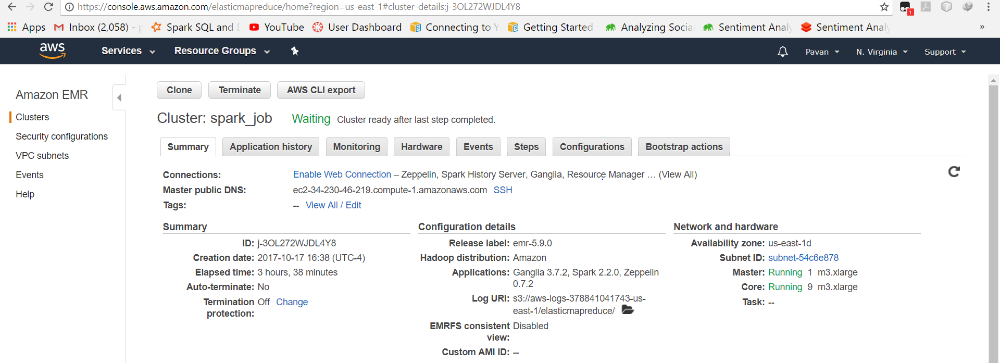 https://console.aws.amazon.com/elasticmapreduce/home?region=us-east-1#cluster-details:j-3OL272WJDL4Y8
1
Apps Inbox (2,058) - Spark SQL and YouTube User Dashboard Connecting to Getting Started Analyzing Social Sentiment Analy Sentiment Analy »
aws Services Resource Groups Pavan N. Virginia Support
Amazon EMR
Clusters
Security configurations
VPC subnets
Events
Help
Clone Terminate AWS CLI export
Cluster: spark_job Waiting Cluster ready after last step completed.
Summary Application history Monitoring Hardware Events Steps Configurations Bootstrap actions
Connections: Enable Web Connection – Zeppelin, Spark History Server, Ganglia, Resource Manager … (View All)
Master public DNS: ec2-34-230-46-219.compute-1.amazonaws.com SSH
Tags: -- View All / Edit
Summary
ID: j-3OL272WJDL4Y8
Creation date: 2017-10-17 16:38 (UTC-4)
Elapsed time: 3 hours, 38 minutes
Auto-terminate: No
Termination Off Change
protection:
Configuration details
Release label: emr-5.9.0
Hadoop distribution: Amazon
Applications: Ganglia 3.7.2, Spark 2.2.0, Zeppelin
0.7.2
Log URI: s3://aws-logs-378841041743-us-
east-1/elasticmapreduce/
EMRFS consistent Disabled
view:
Custom AMI ID: --
Network and hardware
Availability zone: us-east-1d
Subnet ID: subnet-54c6e878
Master: Running 1 m3.xlarge
Core: Running 9 m3.xlarge
Task: --